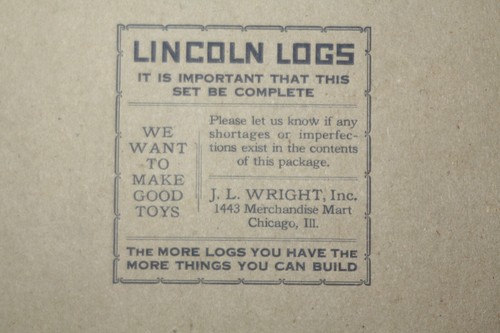 LINCOLN LOGS
IT IS IMPORTANT THAT THIS
SET BE COMPLETE
WE
WANT
TO
MAKE
GOOD
TOYS
Please let us know if any
shortages or imperfec-
tions exist in the contents
of this package.
J. L. WRIGHT, Inc.
1443 Merchandise Mart
Chicago, Ill.
THE MORE LOGS YOU HAVE THE
MORE THINGS YOU CAN BUILD